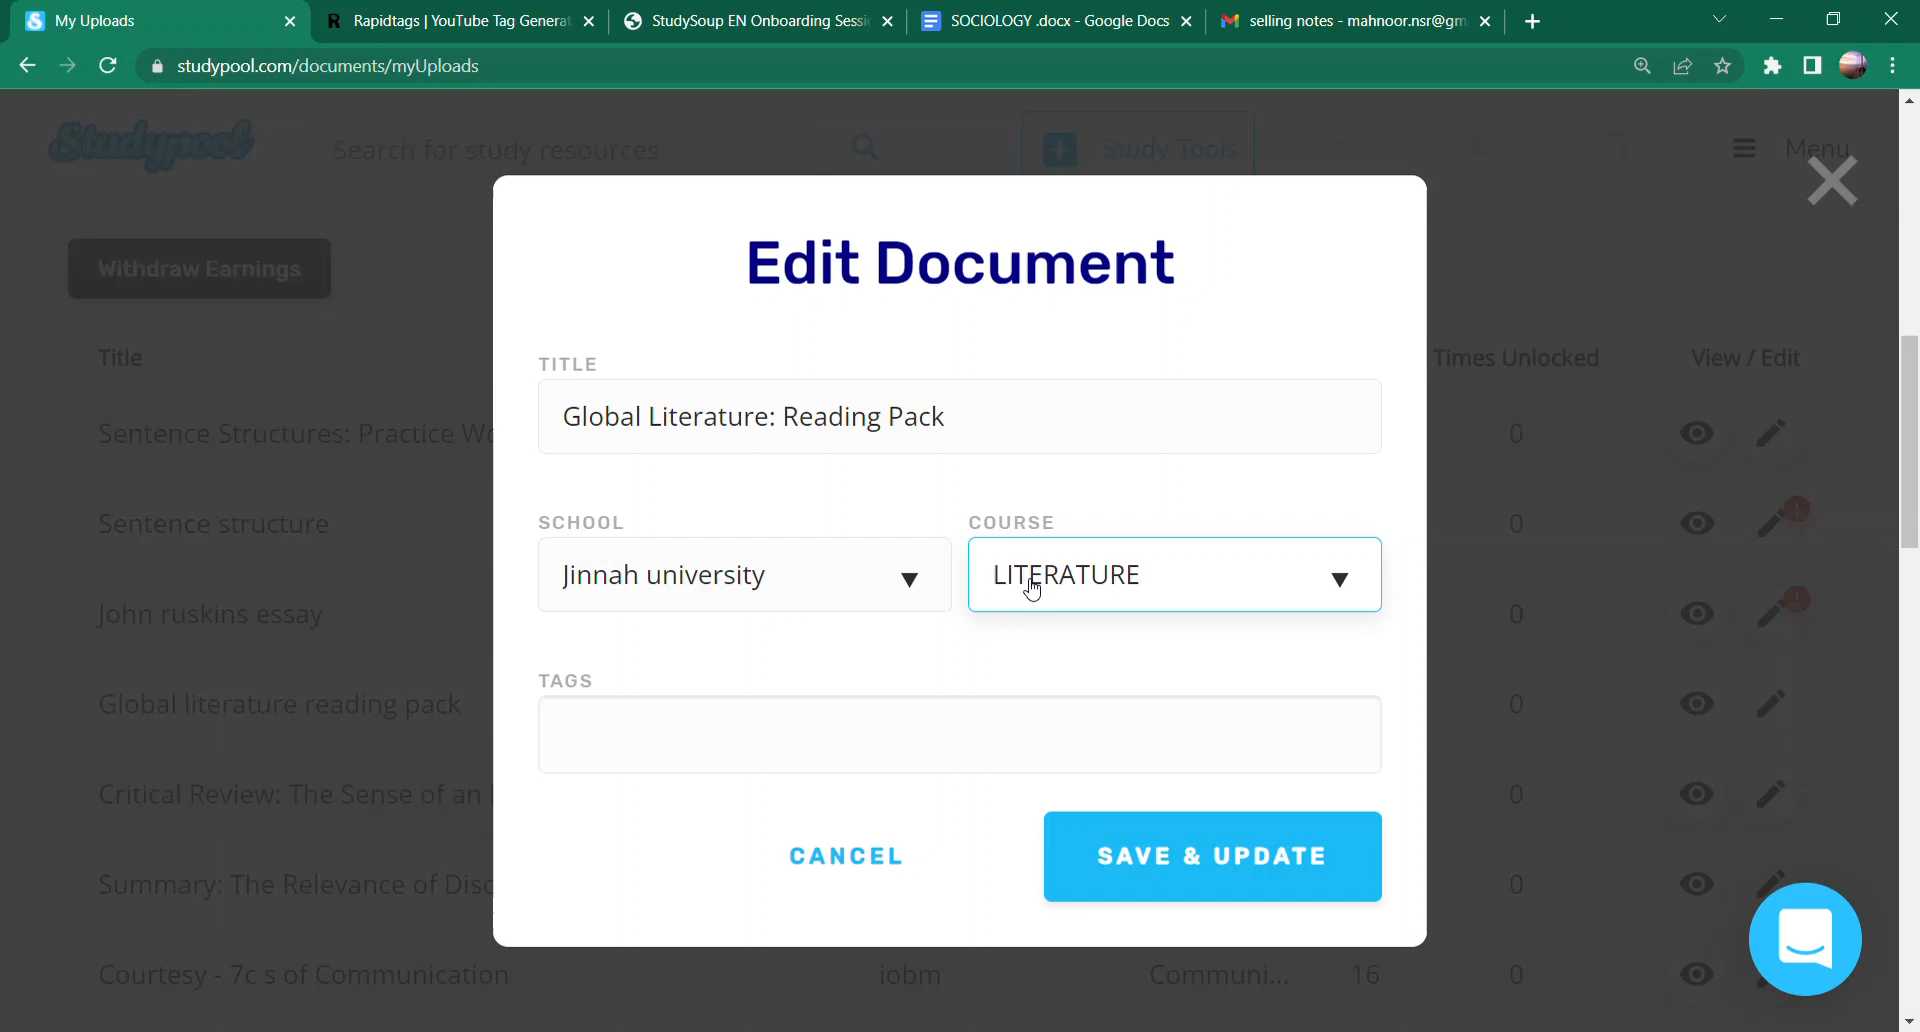 My Uploads
Rapidtags | YouTube Tag Generat
StudySoup EN Onboarding Sessi
SOCIOLOGY .docx - Google Docs
selling notes - mahnoor.nsr@gm
studypool.com/documents/myUploads
Studypool
Search for study resources
Study Tools
Menu
Withdraw Earnings
Edit Document
Title
Times Unlocked
View / Edit
TITLE
Global Literature: Reading Pack
Sentence Structures: Practice Wo
0
SCHOOL
COURSE
Sentence structure
0
Jinnah university
LITERATURE
John ruskins essay
0
TAGS
Global literature reading pack
0
Critical Review: The Sense of an
0
CANCEL
SAVE & UPDATE
Summary: The Relevance of Disc
0
Courtesy - 7c s of Communication
iobm
Communi...
16
0